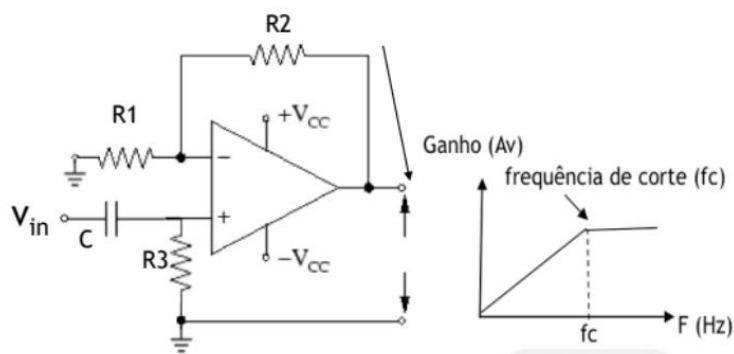 R2
R1
+VCC
Ganho (Av)
frequência de corte (fc)
−
Vin
C
+
R3
−VCC
fc
F (Hz)